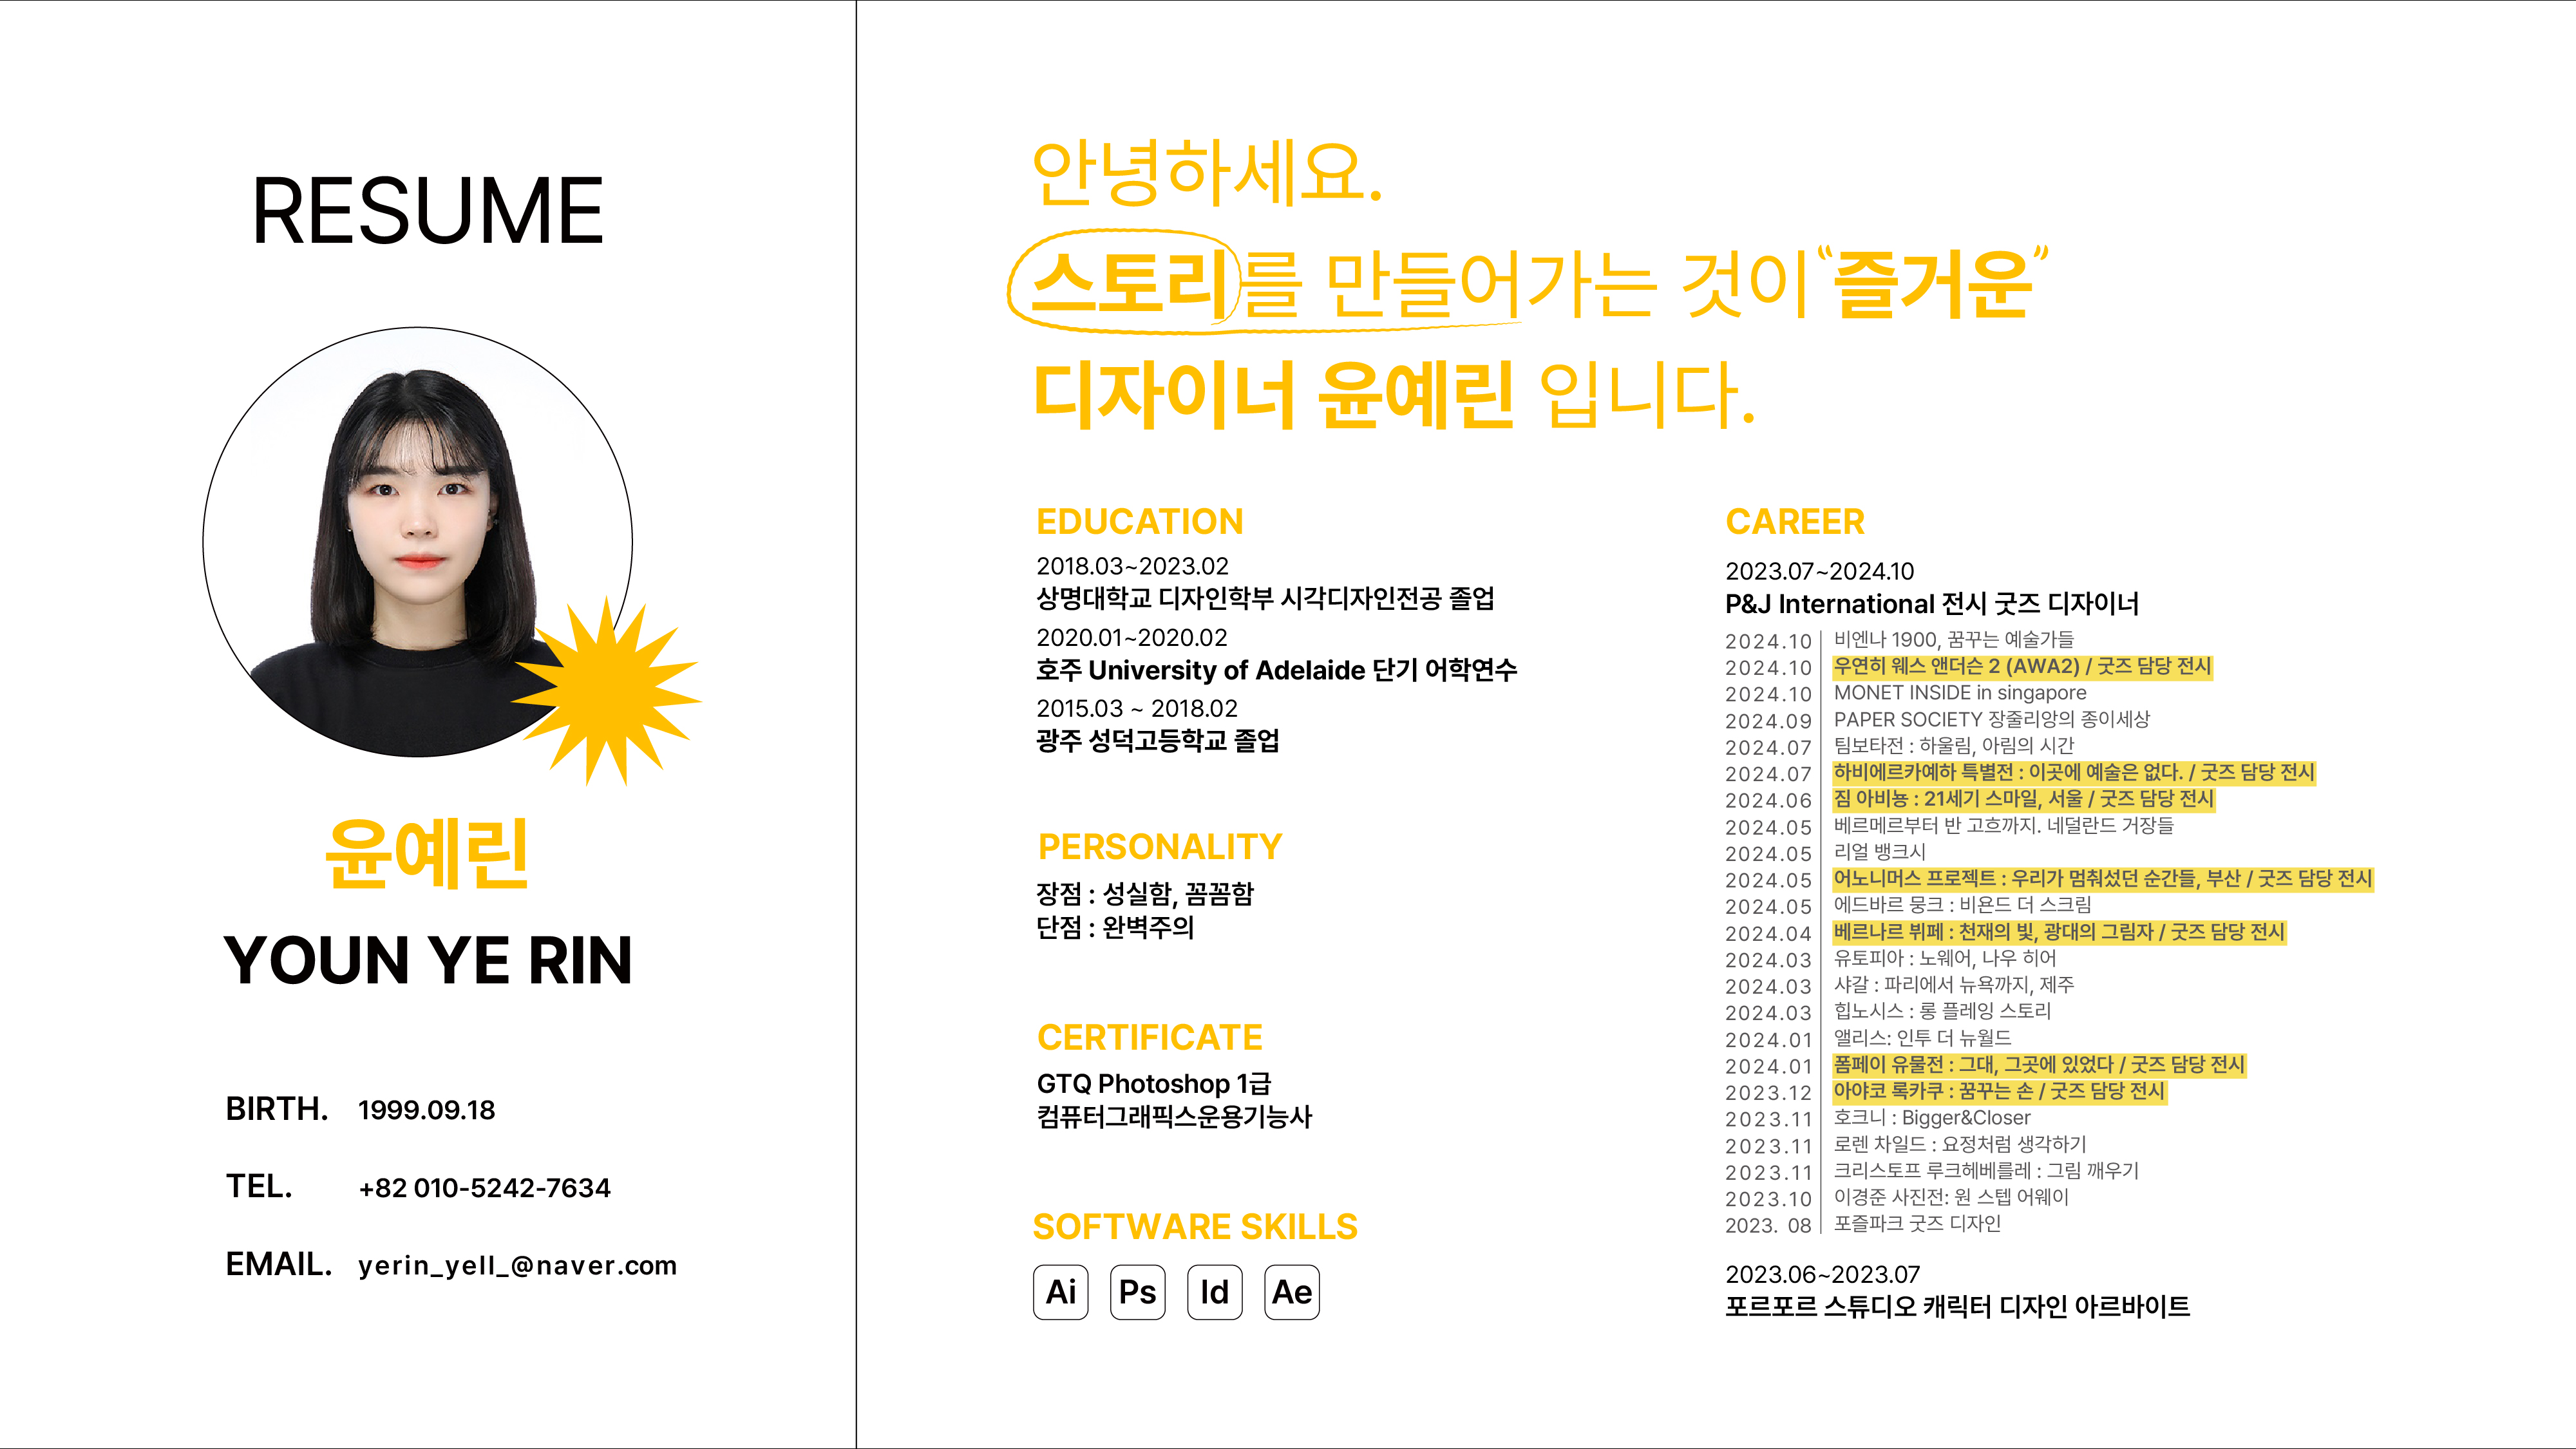 RESUME
윤예린
YOUN YE RIN
BIRTH. 1999.09.18
TEL. +82 010-5242-7634
EMAIL. yerin_yell_@naver.com
안녕하세요.
스토리를 만들어가는 것이 “즐거운”
디자이너 윤예린 입니다.
EDUCATION
2018.03~2023.02
상명대학교 디자인학부 시각디자인전공 졸업
2020.01~2020.02
호주 University of Adelaide 단기 어학연수
2015.03 ~ 2018.02
광주 성덕고등학교 졸업
PERSONALITY
장점 : 성실함, 꼼꼼함
단점 : 완벽주의
CERTIFICATE
GTQ Photoshop 1급
컴퓨터그래픽스운용기능사
SOFTWARE SKILLS
Ai Ps Id Ae
CAREER
2023.07~2024.10
P&J International 전시 굿즈 디자이너
2024.10 비엔나 1900, 꿈꾸는 예술가들
2024.10 우연히 웨스 앤더슨 2 (AWA2) / 굿즈 담당 전시
2024.10 MONET INSIDE in singapore
2024.09 PAPER SOCIETY 장줄리앙의 종이세상
2024.07 팀보타전 : 하울림, 아림의 시간
2024.07 하비에르카예하 특별전 : 이곳에 예술은 없다. / 굿즈 담당 전시
2024.06 짐 아비뇽 : 21세기 스마일, 서울 / 굿즈 담당 전시
2024.05 베르메르부터 반 고흐까지. 네덜란드 거장들
2024.05 리얼 뱅크시
2024.05 어노니머스 프로젝트 : 우리가 멈춰섰던 순간들, 부산 / 굿즈 담당 전시
2024.05 에드바르 뭉크 : 비욘드 더 스크림
2024.04 베르나르 뷔페 : 천재의 빛, 광대의 그림자 / 굿즈 담당 전시
2024.03 유토피아 : 노웨어, 나우 히어
2024.03 샤갈 : 파리에서 뉴욕까지, 제주
2024.03 힙노시스 : 롱 플레잉 스토리
2024.01 앨리스: 인투 더 뉴월드
2024.01 폼페이 유물전 : 그대, 그곳에 있었다 / 굿즈 담당 전시
2023.12 아야코 록카쿠 : 꿈꾸는 손 / 굿즈 담당 전시
2023.11 호크니 : Bigger&Closer
2023.11 로렌 차일드 : 요정처럼 생각하기
2023.11 크리스토프 루크헤베를레 : 그림 깨우기
2023.10 이경준 사진전: 원 스텝 어웨이
2023. 08 포즐파크 굿즈 디자인
2023.06~2023.07
포르포르 스튜디오 캐릭터 디자인 아르바이트